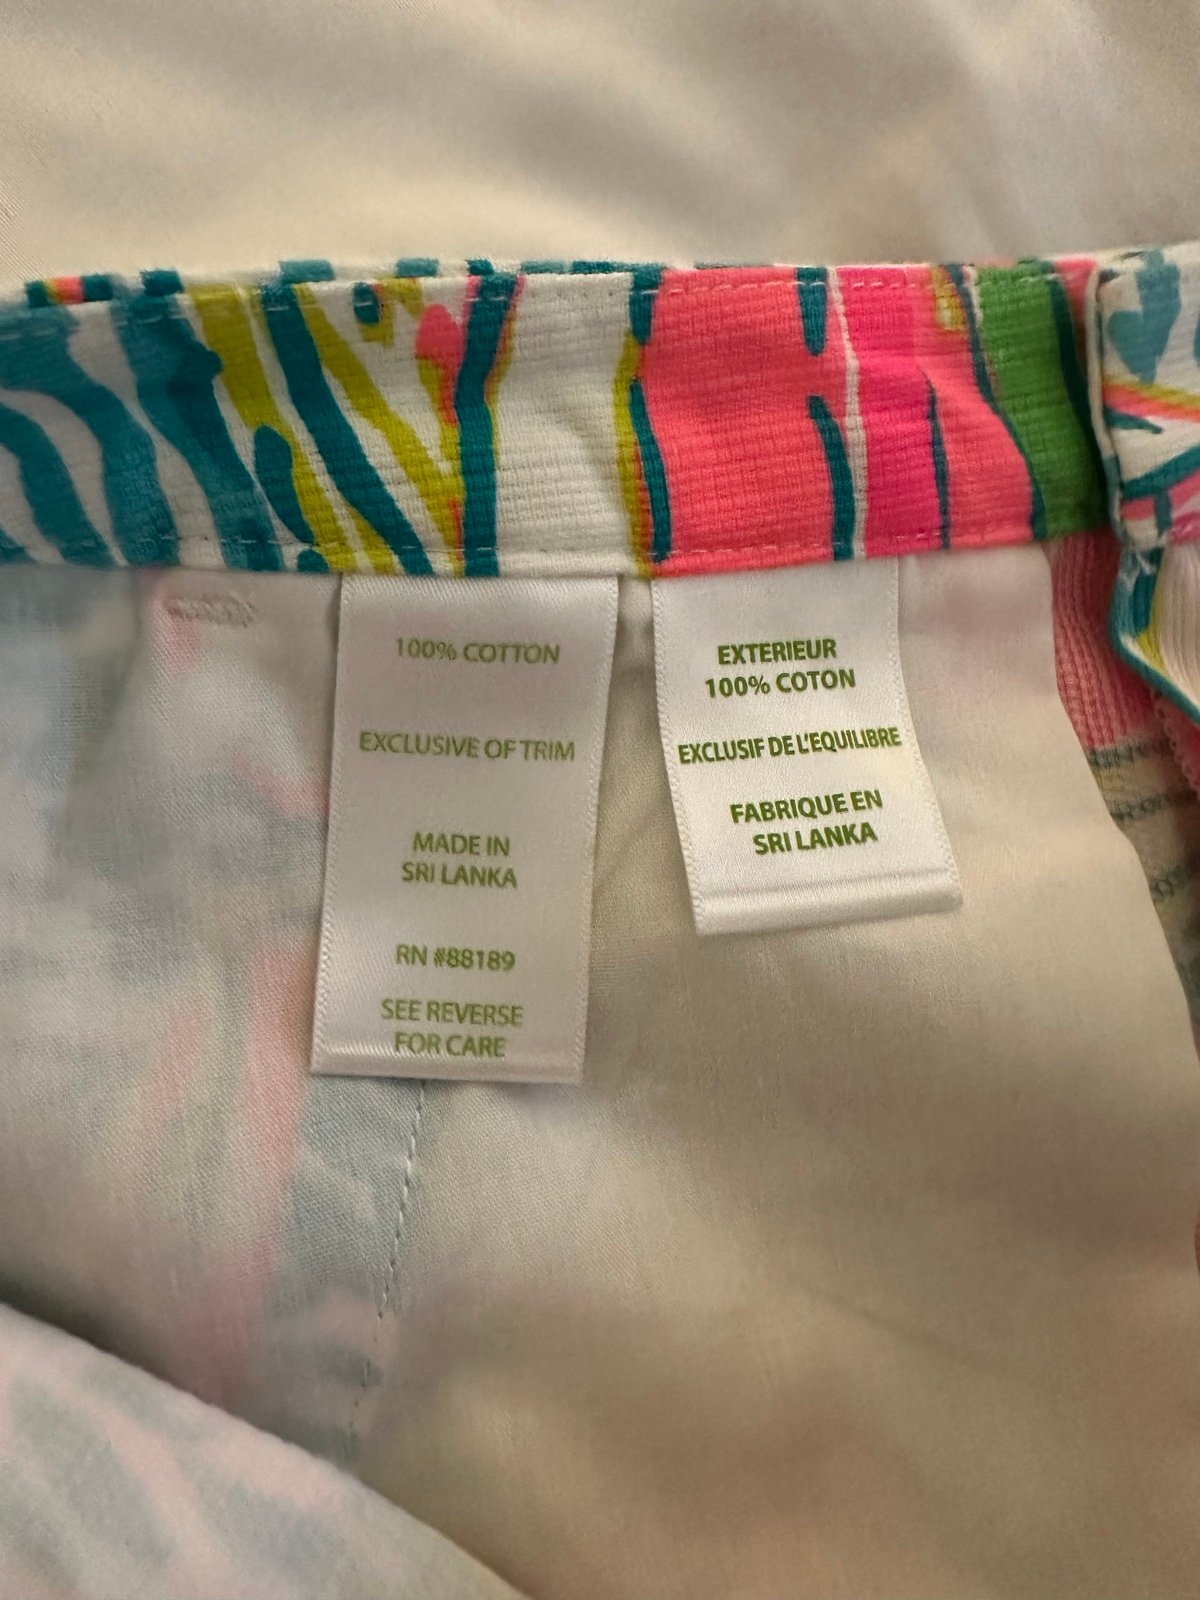 100% COTTON
EXCLUSIVE OF TRIM
MADE IN
SRI LANKA
RN #88189
SEE REVERSE
FOR CARE
EXTERIEUR
100% COTON
EXCLUSIF DE L'EQUILIBRE
FABRIQUE EN
SRI LANKA